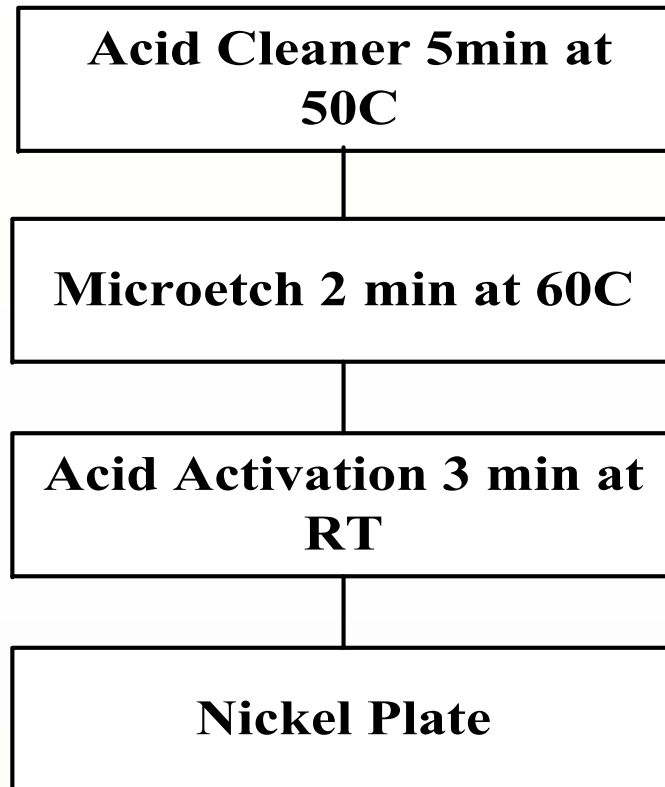 Acid Cleaner 5min at
50C
Microetch 2 min at 60C
Acid Activation 3 min at
RT
Nickel Plate